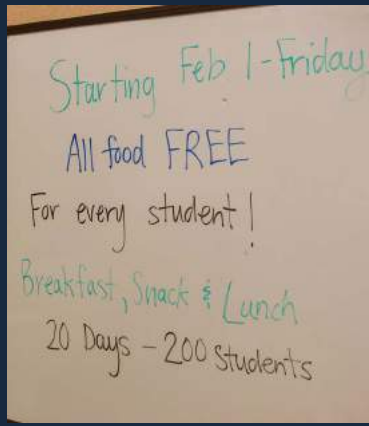 Starting Feb 1-Friday
All food FREE
For every student!
Breakfast, Snack & Lunch
20 Days - 200 Students